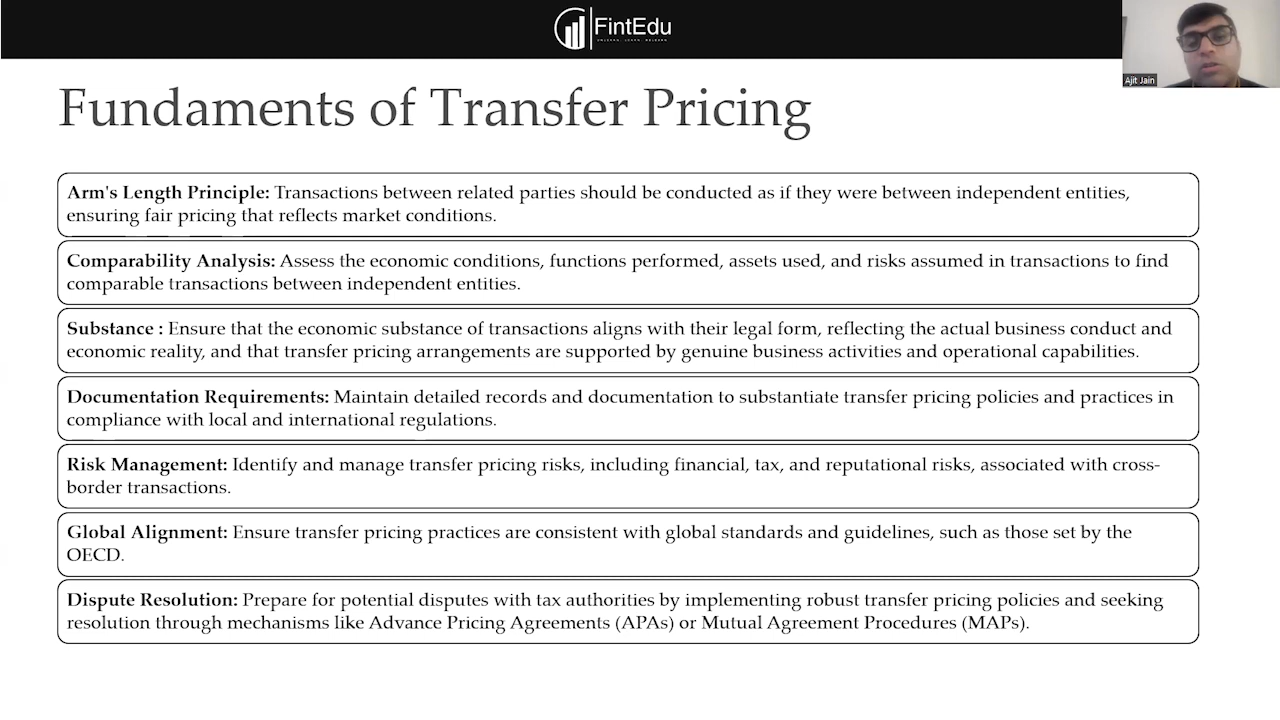 FintEdu
Ajit Jain
Fundaments of Transfer Pricing
Arm's Length Principle: Transactions between related parties should be conducted as if they were between independent entities,
ensuring fair pricing that reflects market conditions.
Comparability Analysis: Assess the economic conditions, functions performed, assets used, and risks assumed in transactions to find
comparable transactions between independent entities.
Substance : Ensure that the economic substance of transactions aligns with their legal form, reflecting the actual business conduct and
economic reality, and that transfer pricing arrangements are supported by genuine business activities and operational capabilities.
Documentation Requirements: Maintain detailed records and documentation to substantiate transfer pricing policies and practices in
compliance with local and international regulations.
Risk Management: Identify and manage transfer pricing risks, including financial, tax, and reputational risks, associated with cross-
border transactions.
Global Alignment: Ensure transfer pricing practices are consistent with global standards and guidelines, such as those set by the
OECD.
Dispute Resolution: Prepare for potential disputes with tax authorities by implementing robust transfer pricing policies and seeking
resolution through mechanisms like Advance Pricing Agreements (APAs) or Mutual Agreement Procedures (MAPs).